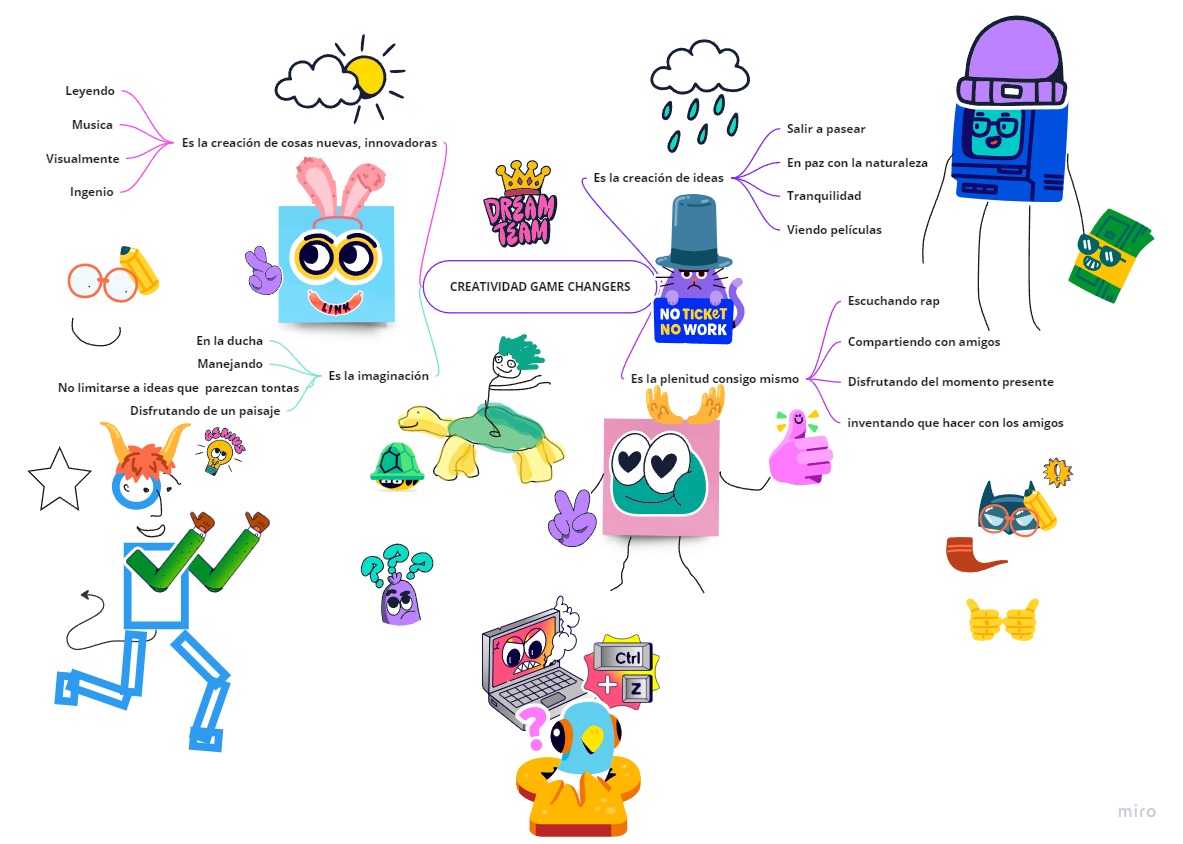 Leyendo
Musica
Visualmente
Ingenio
Es la creación de cosas nuevas, innovadoras
LINK
DREAM
TEAM
Es la creación de ideas
Salir a pasear
En paz con la naturaleza
Tranquilidad
Viendo películas
CREATIVIDAD GAME CHANGERS
NO TICKET
NO WORK
En la ducha
Manejando
No limitarse a ideas que  parezcan tontas
Disfrutando de un paisaje
Es la imaginación
Es la plenitud consigo mismo
Escuchando rap
Compartiendo con amigos
Disfrutando del momento presente
inventando que hacer con los amigos
GENIUS
???
!
Ctrl
+ Z
?
miro